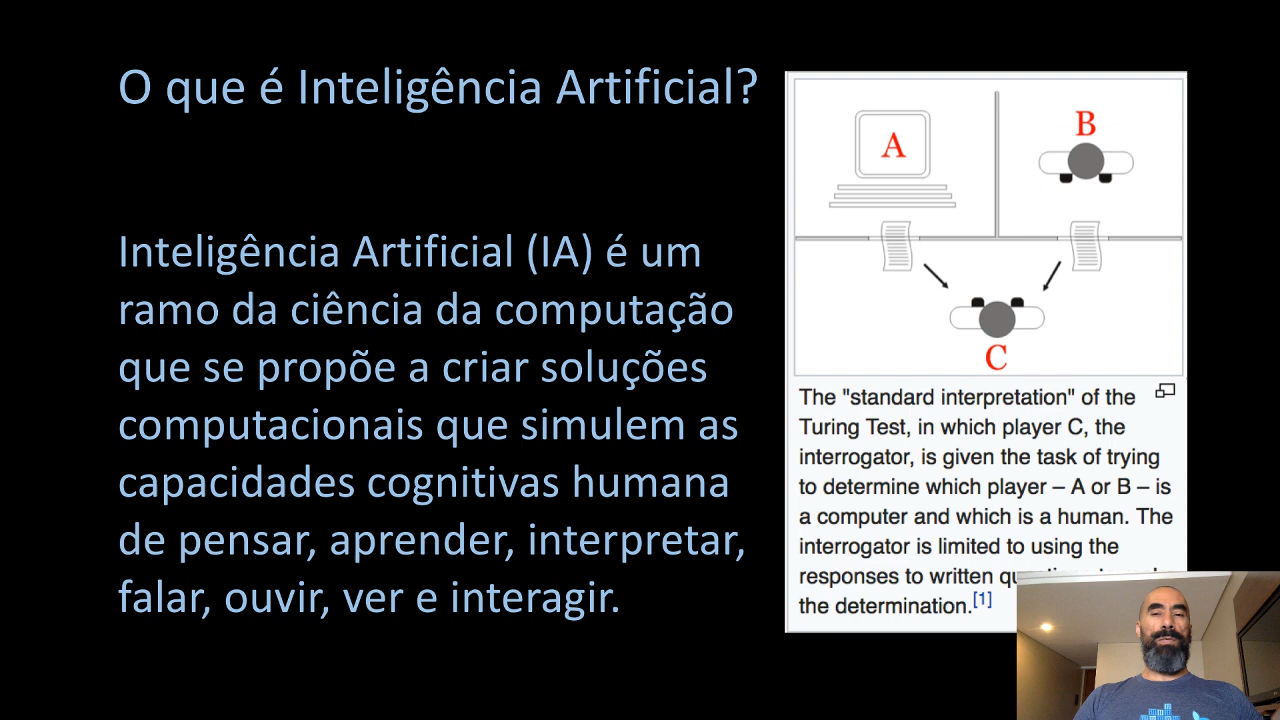 O que é Inteligência Artificial?
Inteligência Artificial (IA) é um
ramo da ciência da computação
que se propõe a criar soluções
computacionais que simulem as
capacidades cognitivas humana
de pensar, aprender, interpretar,
falar, ouvir, ver e interagir.
A
B
C
The "standard interpretation" of the
Turing Test, in which player C, the
interrogator, is given the task of trying
to determine which player – A or B – is
a computer and which is a human. The
interrogator is limited to using the
responses to written
the determination.[1]